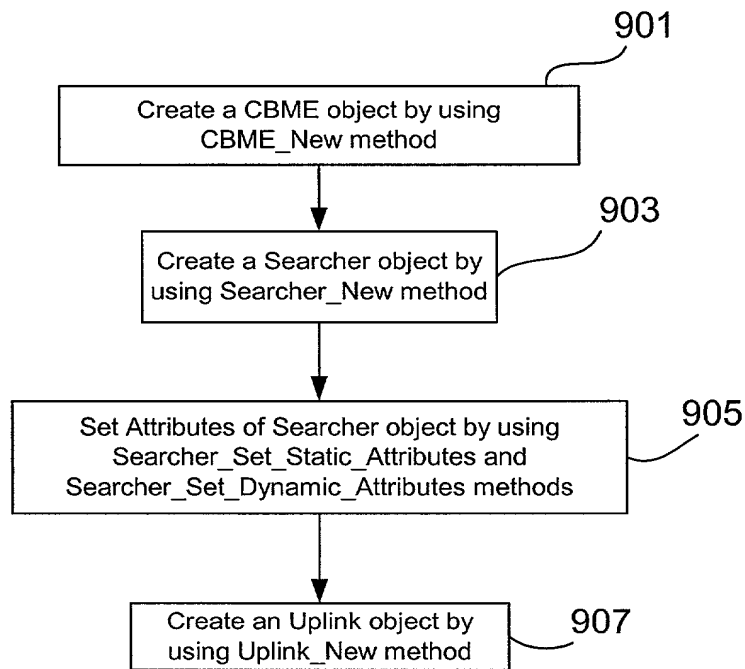 901
Create a CBME object by using
CBME_New method
903
Create a Searcher object by
using Searcher_New method
905
Set Attributes of Searcher object by using
Searcher_Set_Static_Attributes and
Searcher_Set_Dynamic_Attributes methods
907
Create an Uplink object by
using Uplink_New method